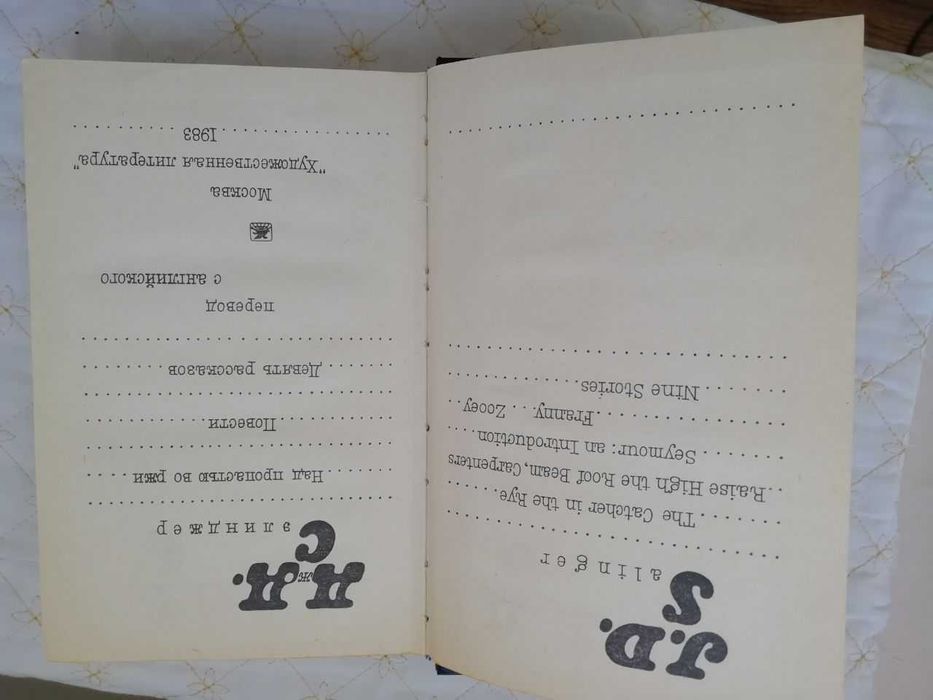 J.D.
Salinger
. . . . . The Catcher in the Rye. . . . . .
. . Raise High the Roof Beam, Carpenters
. . . . . . Seymour: an Introduction. . . .
. . . . . . . . . . Franny. . . Zooey. .
. . . . . . Nine Stories. . . . . . . . . .
Дж.Д.
Сэлинджер
. . . . . . Над пропастью во ржи. . . .
. . . . . . . . . Повести. . . . . . . . . .
. . . . . . Девять рассказов . . . . . . .
перевод
с английского
Москва
"Художественная литература"
1983